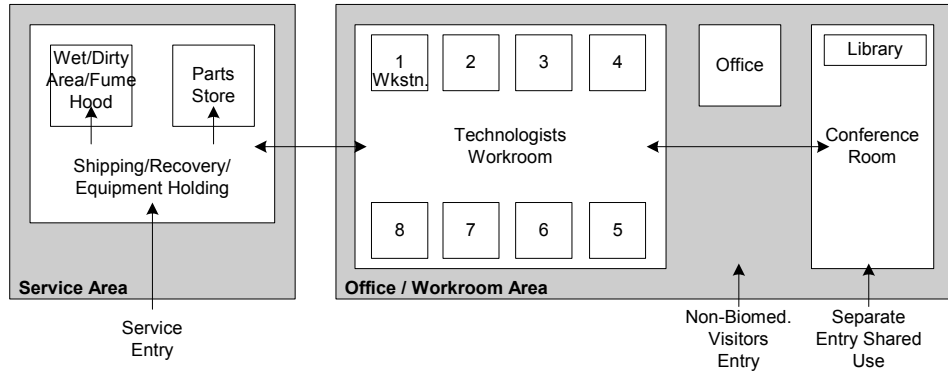 Wet/Dirty
Area/Fume
Hood
Parts
Store
Shipping/Recovery/
Equipment Holding
Service Area
Service
Entry
1
Wkstn.
2
3
4
Technologists
Workroom
8
7
6
5
Office
Library
Conference
Room
Office / Workroom Area
Non-Biomed.
Visitors
Entry
Separate
Entry Shared
Use